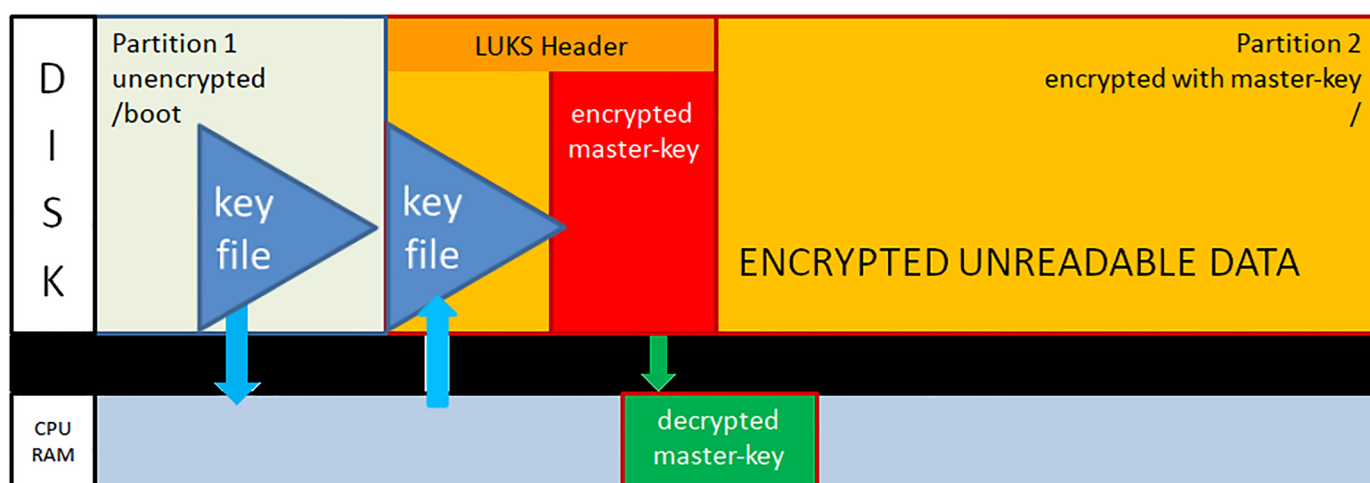 DISK
Partition 1
unencrypted
/boot
key
file
LUKS Header
key
file
encrypted
master-key
Partition 2
encrypted with master-key
/
ENCRYPTED UNREADABLE DATA
CPU
RAM
decrypted
master-key